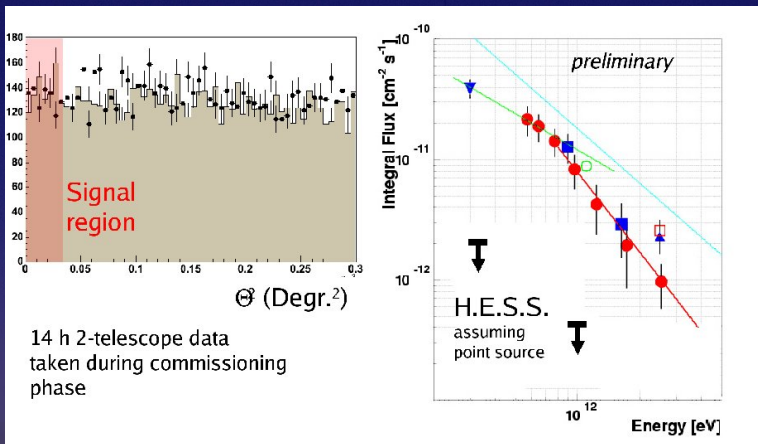 180
160
140
120
100
80
60
40
20
0
Signal
region
0 0.05 0.1 0.15 0.2 0.25 0.3
Θ² (Degr.²)
14 h 2-telescope data
taken during commissioning
phase
Integral Flux [cm⁻² s⁻¹]
10⁻¹⁰
10⁻¹¹
10⁻¹²
preliminary
H.E.S.S.
assuming
point source
10¹²
Energy [eV]